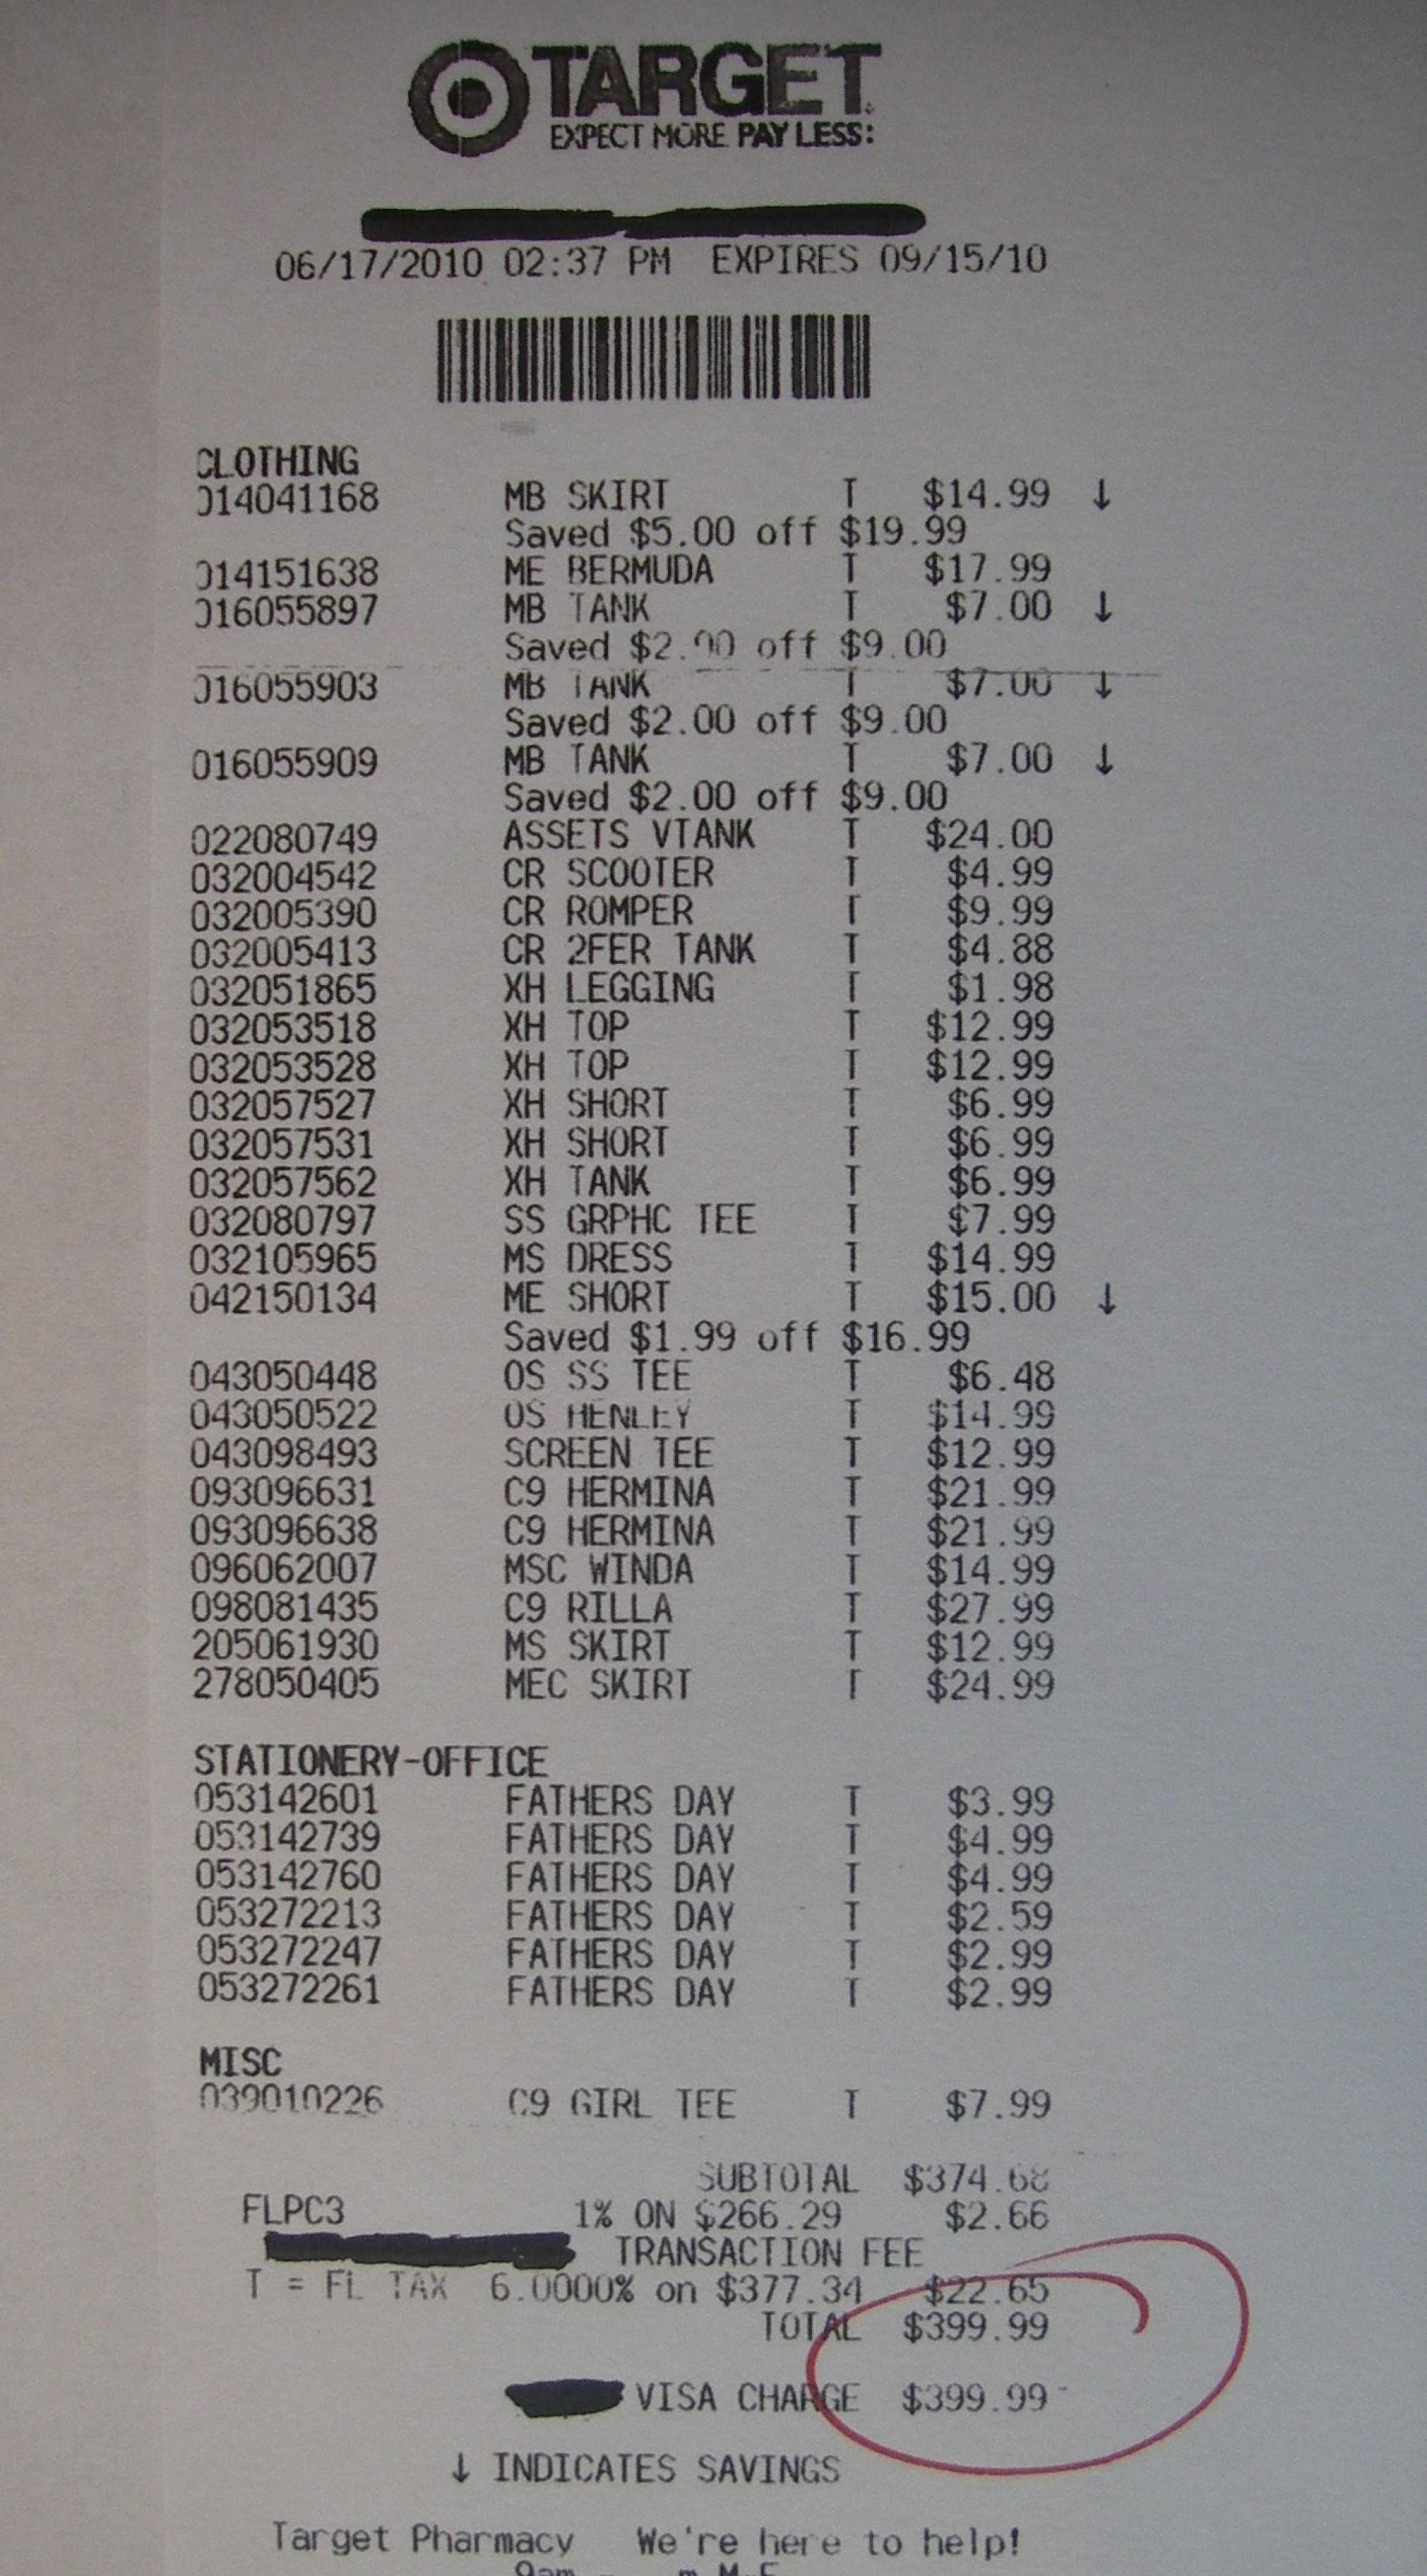 TARGET
EXPECT MORE PAY LESS:
06/17/2010 02:37 PM EXPIRES 09/15/10
CLOTHING
014041168 MB SKIRT T $14.99 ↓
Saved $5.00 off $19.99
014151638 ME BERMUDA T $17.99
016055897 MB TANK T $7.00 ↓
Saved $2.00 off $9.00
016055903 MB TANK T $7.00 ↓
Saved $2.00 off $9.00
016055909 MB TANK T $7.00 ↓
Saved $2.00 off $9.00
022080749 ASSETS VTANK T $24.00
032004542 CR SCOOTER T $4.99
032005390 CR ROMPER T $9.99
032005413 CR 2FER TANK T $4.88
032051865 XH LEGGING T $1.98
032053518 XH TOP T $12.99
032053528 XH TOP T $12.99
032057527 XH SHORT T $6.99
032057531 XH SHORT T $6.99
032057562 XH TANK T $6.99
032080797 SS GRPHC TEE T $7.99
032105965 MS DRESS T $14.99
042150134 ME SHORT T $15.00 ↓
Saved $1.99 off $16.99
043050448 OS SS TEE T $6.48
043050522 OS HENLEY T $14.99
043098493 SCREEN TEE T $12.99
093096631 C9 HERMINA T $21.99
093096638 C9 HERMINA T $21.99
096062007 MSC WINDA T $14.99
098081435 C9 RILLA T $27.99
205061930 MS SKIRT T $12.99
278050405 MEC SKIRT T $24.99
STATIONERY-OFFICE
053142601 FATHERS DAY T $3.99
053142739 FATHERS DAY T $4.99
053142760 FATHERS DAY T $4.99
053272213 FATHERS DAY T $2.59
053272247 FATHERS DAY T $2.99
053272261 FATHERS DAY T $2.99
MISC
039010226 C9 GIRL TEE T $7.99
SUBTOTAL $374.68
FLPC3 1% ON $266.29 $2.66
TRANSACTION FEE
T = FL TAX 6.0000% on $377.34 $22.65
TOTAL $399.99
VISA CHARGE $399.99
↓ INDICATES SAVINGS
Target Pharmacy We're here to help!
9am - M-F